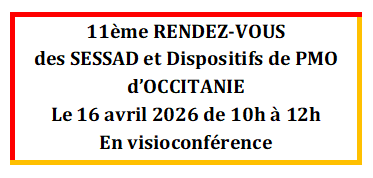 11ème RENDEZ-VOUS
des SESSAD et Dispositifs de PMO
d’OCCITANIE
Le 16 avril 2026 de 10h à 12h
En visioconférence